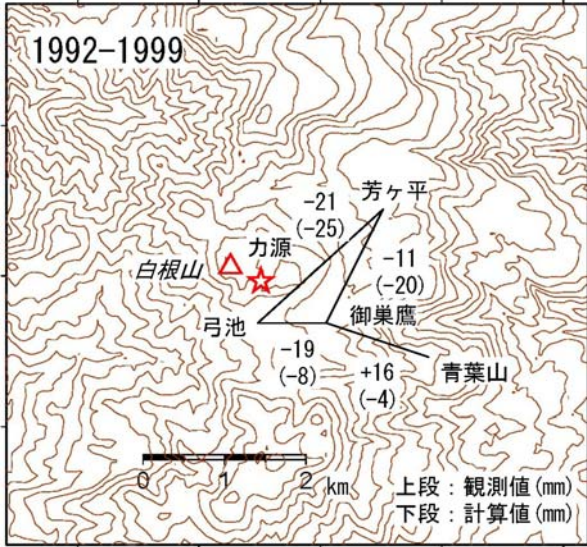 1992-1999
芳ヶ平
-21
(-25)
力源
白根山
-11
(-20)
弓池
御巣鷹
-19
(-8)
+16
(-4)
青葉山
0 1 2 km
上段：観測値(mm)
下段：計算値(mm)